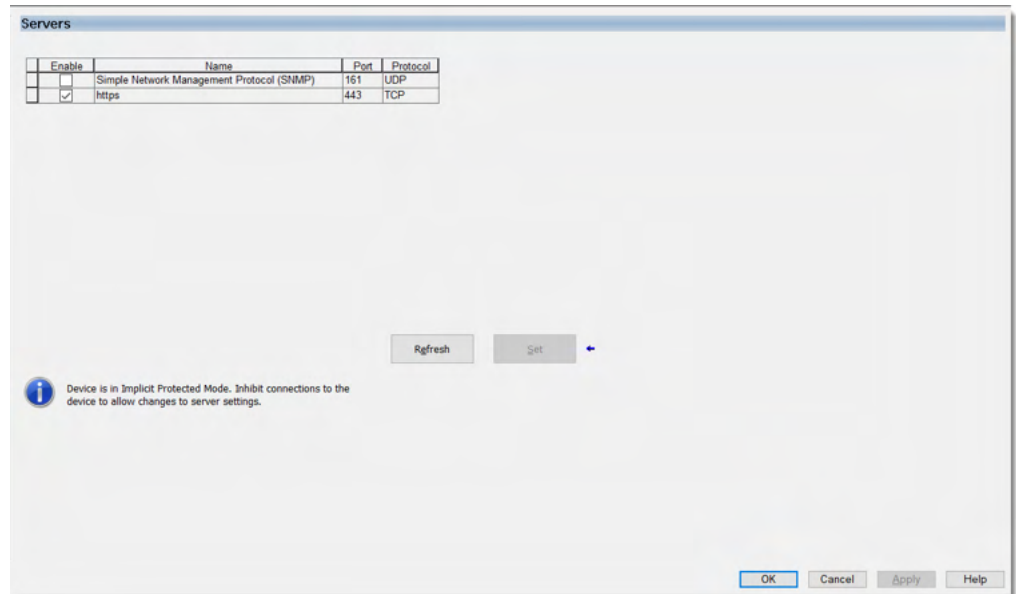 Servers
Enable Name Port Protocol
Simple Network Management Protocol (SNMP) 161 UDP
https 443 TCP
Refresh Set
Device is in Implicit Protected Mode. Inhibit connections to the
device to allow changes to server settings.
OK Cancel Apply Help